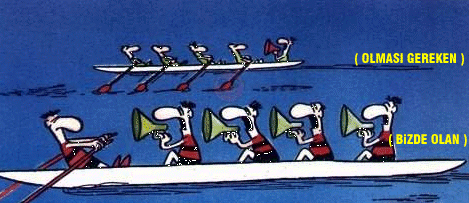 ( OLMASI GEREKEN )
( BİZDE OLAN )